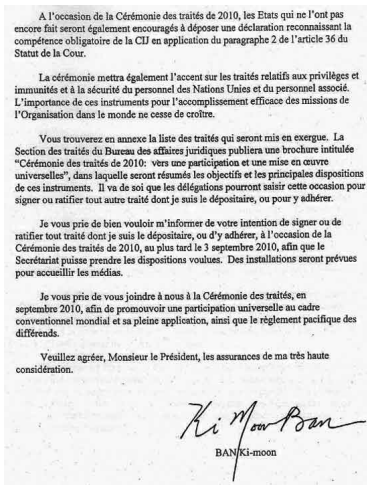 A l'occasion de la Cérémonie des traités de 2010, les Etats qui ne l'ont pas
encore fait seront également encouragés à déposer une déclaration reconnaissant la
compétence obligatoire de la CIJ en application du paragraphe 2 de l'article 36 du
Statut de la Cour.
La cérémonie mettra également l'accent sur les traités relatifs aux privilèges et
immunités et à la sécurité du personnel des Nations Unies et du personnel associé.
L'importance de ces instruments pour l'accomplissement efficace des missions de
l'Organisation dans le monde ne cesse de croître.
Vous trouverez en annexe la liste des traités qui seront mis en exergue. La
Section des traités du Bureau des affaires juridiques publiera une brochure intitulée
"Cérémonie des traités de 2010: vers une participation et une mise en œuvre
universelles", dans laquelle seront résumés les objectifs et les principales dispositions
de ces instruments. Il va de soi que les délégations pourront saisir cette occasion pour
signer ou ratifier tout autre traité dont je suis le dépositaire, ou pour y adhérer.
Je vous prie de bien vouloir m'informer de votre intention de signer ou de
ratifier tout traité dont je suis le dépositaire, ou d'y adhérer, à l'occasion de la
Cérémonie des traités de 2010, au plus tard le 3 septembre 2010, afin que le
Secrétariat puisse prendre les dispositions voulues. Des installations seront prévues
pour accueillir les médias.
Je vous prie de vous joindre à nous à la Cérémonie des traités, en
septembre 2010, afin de promouvoir une participation universelle au cadre
conventionnel mondial et sa pleine application, ainsi que le règlement pacifique des
différends.
Veuillez agréer, Monsieur le Président, les assurances de ma très haute
considération.
Ki Moon Ban
BAN Ki-moon